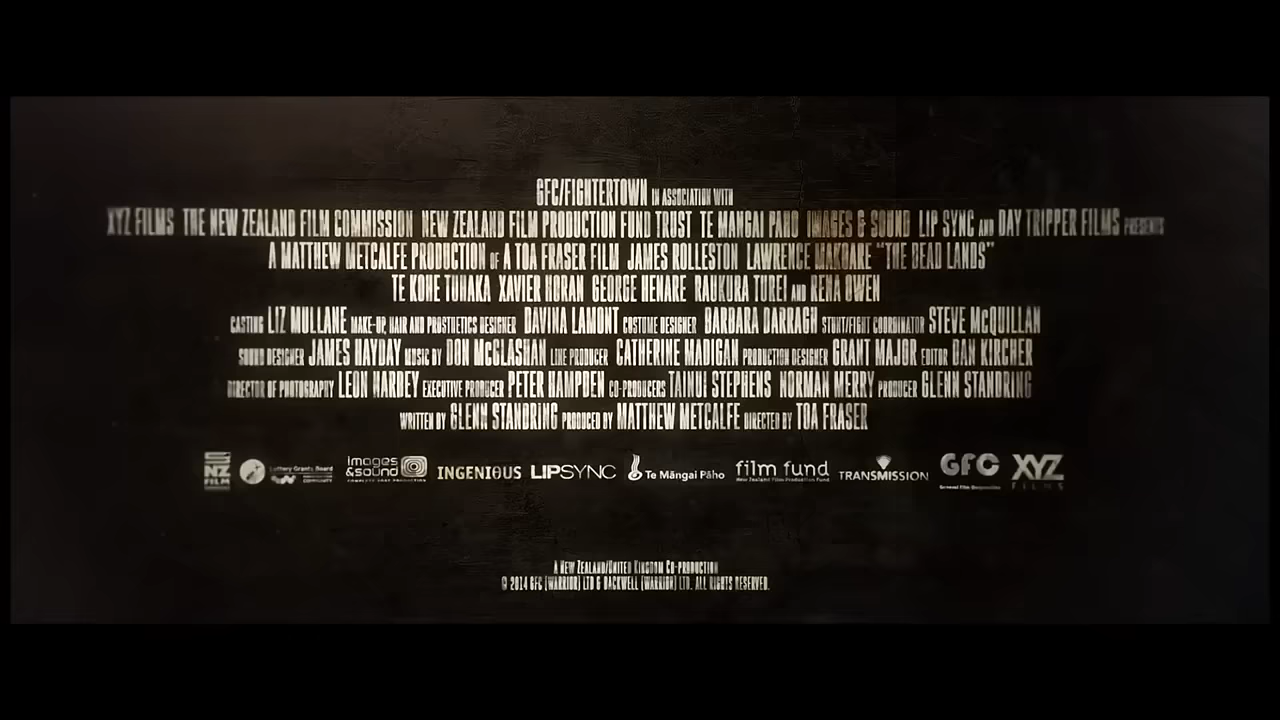 GFC/FIGHTERTOWN IN ASSOCIATION WITH
XYZ FILMS THE NEW ZEALAND FILM COMMISSION NEW ZEALAND FILM PRODUCTION FUND TRUST TE MANGAI PAHO IMAGES & SOUND LIP SYNC AND DAY TRIPPER FILMS PRESENTS
A MATTHEW METCALFE PRODUCTION OF A TOA FRASER FILM JAMES ROLLESTON LAWRENCE MAKOARE "THE DEAD LANDS"
TE KOHE TUHAKA XAVIER HORAN GEORGE HENARE RAUKURA TUREI AND RENA OWEN
CASTING LIZ MULLANE MAKE-UP, HAIR AND PROSTHETICS DESIGNER DAVINA LAMONT COSTUME DESIGNER BARBARA DARRAGH STUNT/FIGHT COORDINATOR STEVE McQUILLAN
SOUND DESIGNER JAMES HAYDAY MUSIC BY DON McGLASHAN LINE PRODUCER CATHERINE MADIGAN PRODUCTION DESIGNER GRANT MAJOR EDITOR DAN KIRCHER
DIRECTOR OF PHOTOGRAPHY LEON NARBEY EXECUTIVE PRODUCER PETER HAMPDEN CO-PRODUCERS TAINUI STEPHENS NORMAN MERRY PRODUCER GLENN STANDRING
WRITTEN BY GLENN STANDRING PRODUCED BY MATTHEW METCALFE DIRECTED BY TOA FRASER
NZ FILM Lottery Grants Board COMMUNITY images & sound INGENIOUS LIPSYNC Te Māngai Pāho film fund New Zealand Film Production Fund TRANSMISSION GFC General Film Corporation XYZ FILMS
A NEW ZEALAND/UNITED KINGDOM CO-PRODUCTION
© 2014 GFC (WARRIOR) LTD & BACKWELL (WARRIOR) LTD. ALL RIGHTS RESERVED.